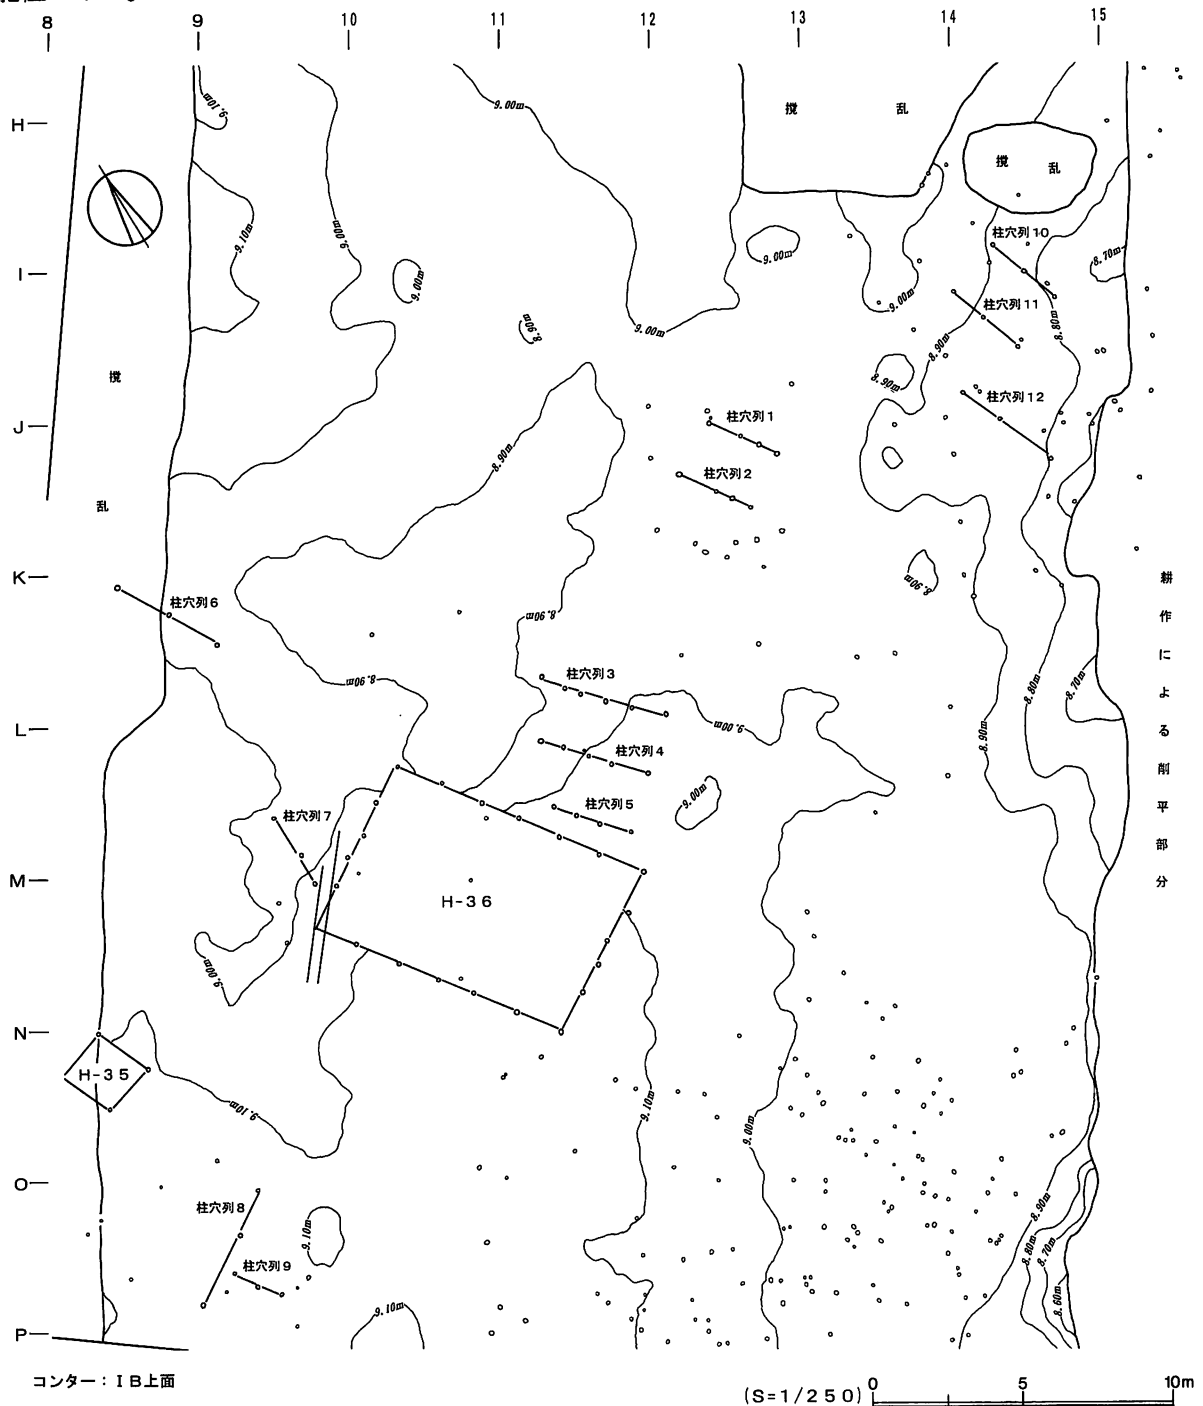 8 9 10 11 12 13 14 15
H
9.10m
9.00m
攪 乱
攪 乱
9.10m
9.00m
柱穴列10
9.00m
8.70m
I
9.00m
9.00m
柱穴列11
8.90m
9.00m
8.80m
8.90m
攪
8.90m
柱穴列12
J
柱穴列1
8.90m
柱穴列2
乱
K
8.90m
耕作による削平部分
柱穴列6
8.90m
柱穴列3
8.90m
8.80m
8.70m
L
9.00m
8.90m
柱穴列4
9.00m
柱穴列5
柱穴列7
M
H-36
9.00m
N
H-35
9.10m
9.10m
9.00m
O
柱穴列8
8.90m
9.10m
8.80m
8.70m
柱穴列9
8.60m
9.10m
P
コンター：ⅠB上面
(S=1/250) 0 5 10m